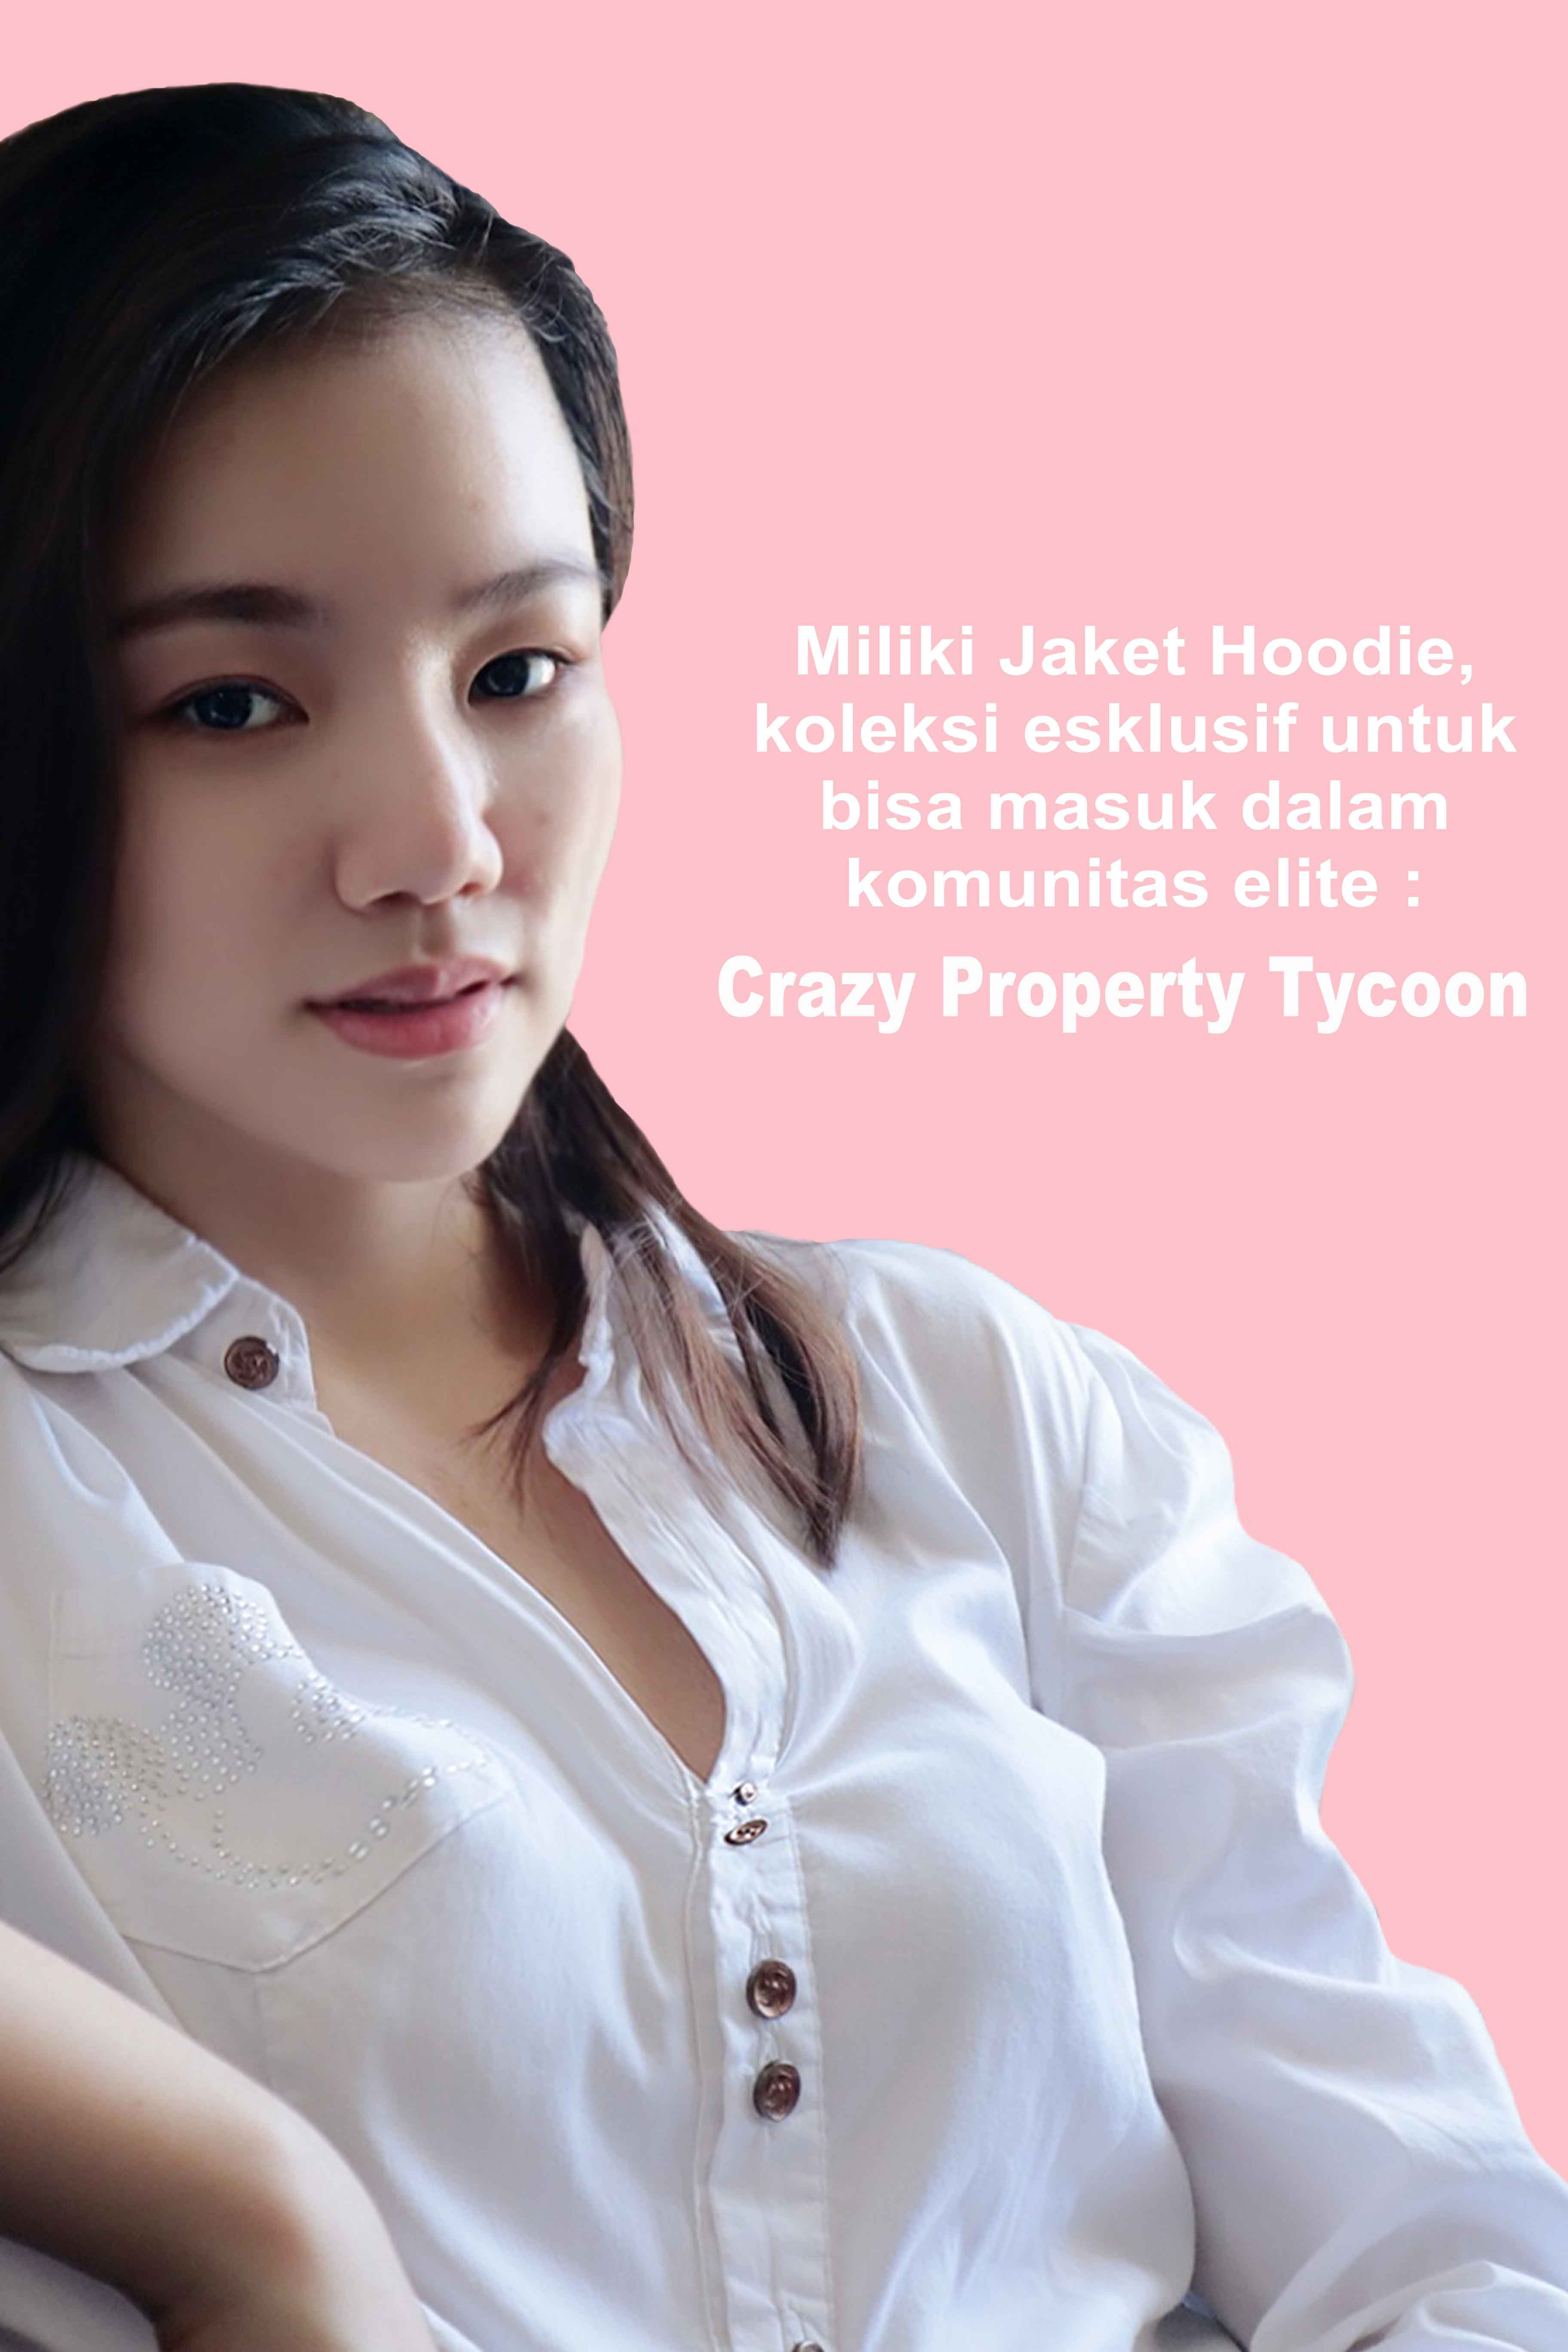 Miliki Jaket Hoodie,
koleksi esklusif untuk
bisa masuk dalam
komunitas elite :
Crazy Property Tycoon